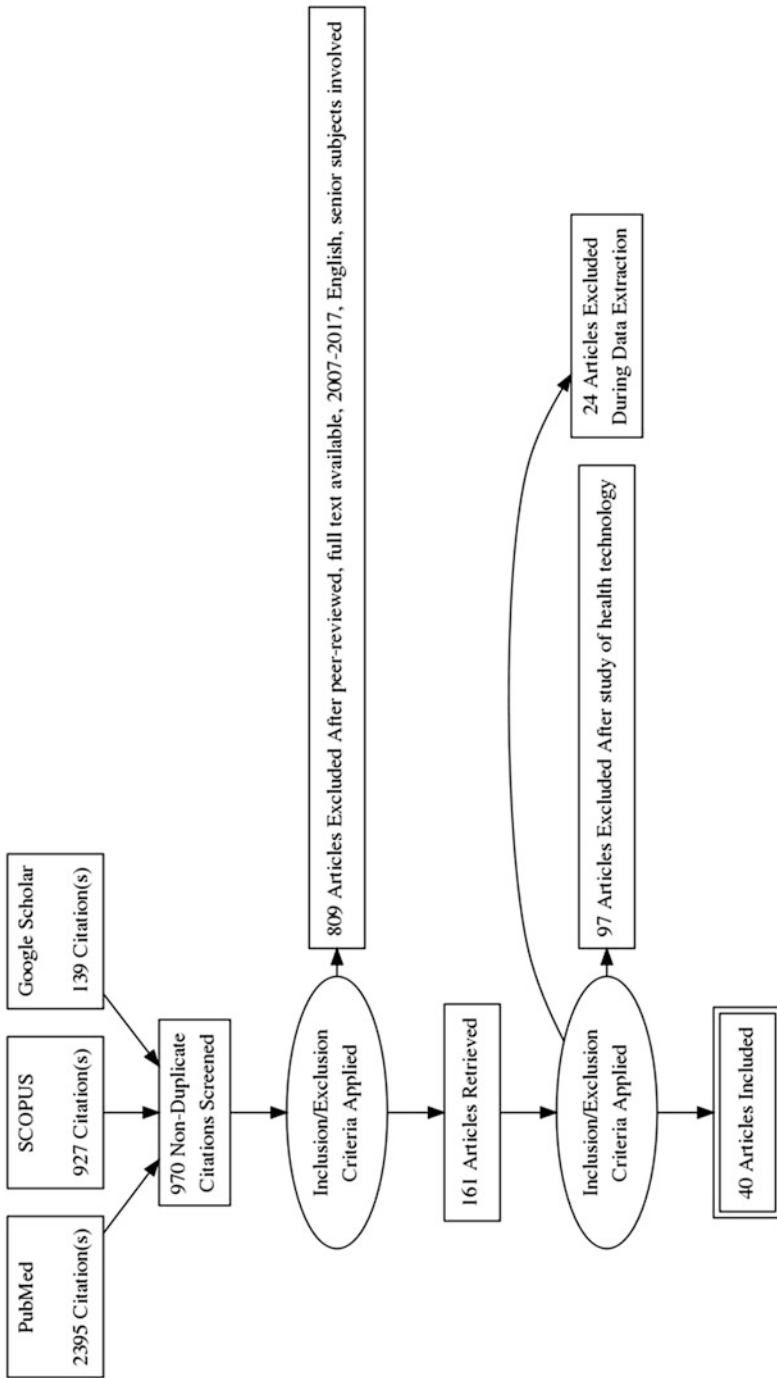 PubMed
2395 Citation(s)
SCOPUS
927 Citation(s)
Google Scholar
139 Citation(s)
970 Non-Duplicate
Citations Screened
Inclusion/Exclusion
Criteria Applied
809 Articles Excluded After peer-reviewed, full text available, 2007-2017, English, senior subjects involved
161 Articles Retrieved
Inclusion/Exclusion
Criteria Applied
97 Articles Excluded After study of health technology
24 Articles Excluded
During Data Extraction
40 Articles Included